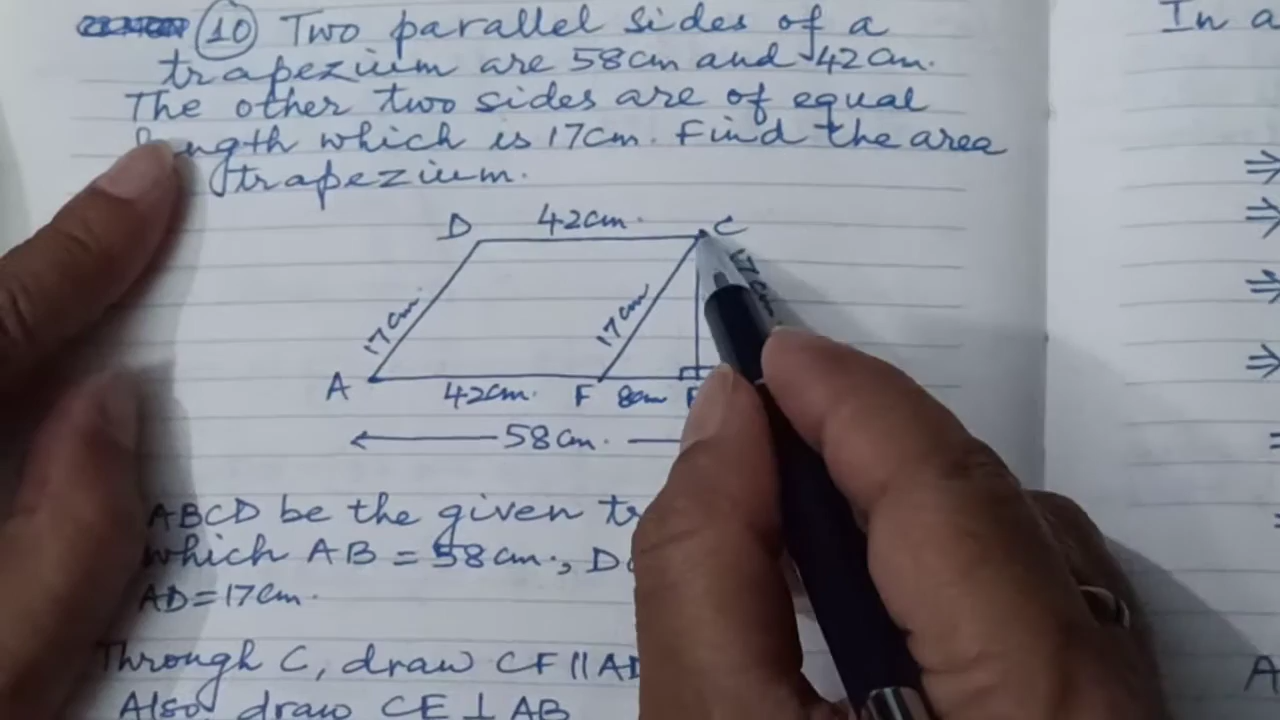 10 Two parallel sides of a
trapezium are 58cm and 42cm.
The other two sides are of equal
length which is 17cm. Find the area
trapezium.
42cm.
D C
17cm.
17cm
17cm
A 42cm. F 8cm
58cm.
ABCD be the given
which AB = 58cm.,
AD=17cm.
Through C, draw CF ||
Also, draw CE ⊥ AB
In a
⇒
⇒
⇒
⇒
A